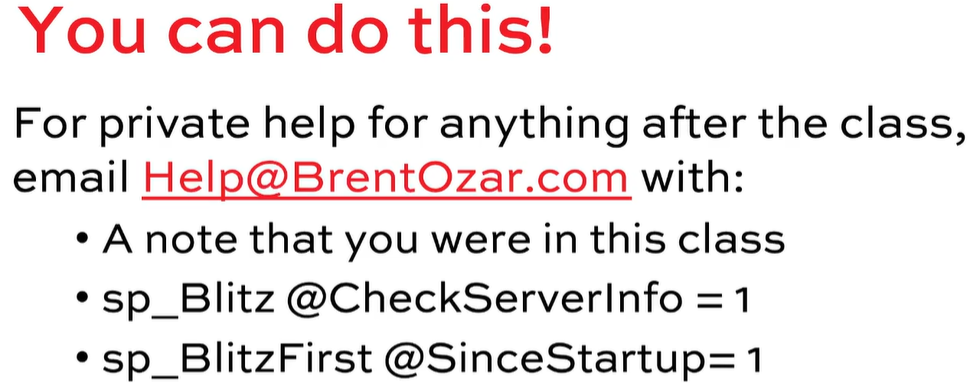 You can do this!
For private help for anything after the class,
email Help@BrentOzar.com with:
• A note that you were in this class
• sp_Blitz @CheckServerInfo = 1
• sp_BlitzFirst @SinceStartup= 1